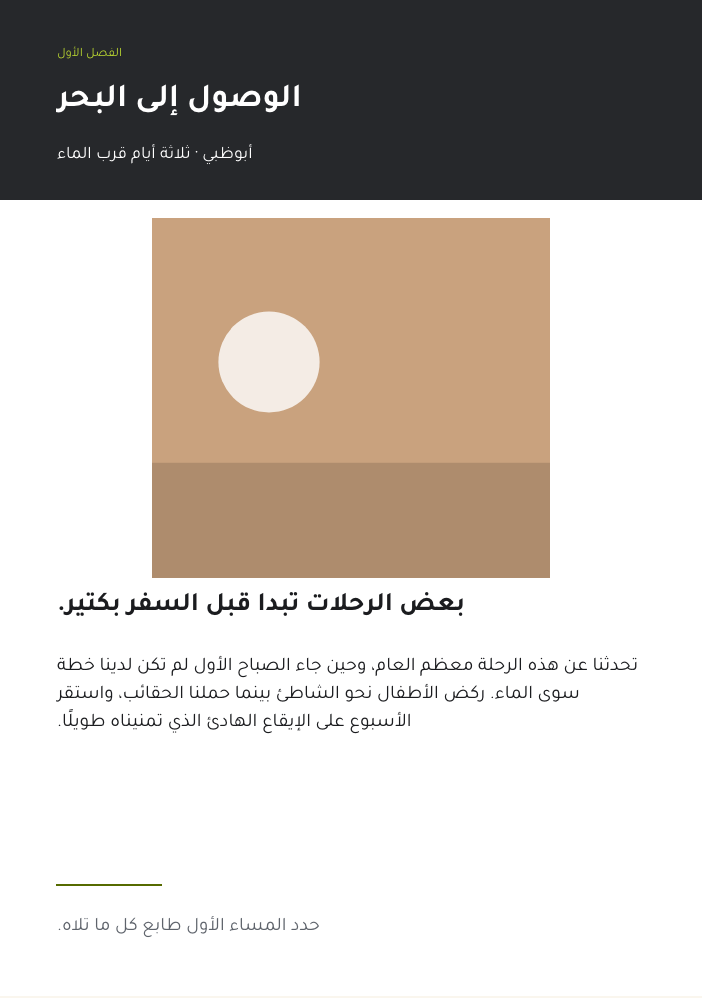 الفصل الأول
الوصول إلى البحر
أبوظبي · ثلاثة أيام قرب الماء
بعض الرحلات تبدا قبل السفر بكتير.
تحدثنا عن هذه الرحلة معظم العام، وحين جاء الصباح الأول لم تكن لدينا خطة
سوى الماء. ركض الأطفال نحو الشاطئ بينما حملنا الحقائب، واستقر
الأسبوع على الإيقاع الهادئ الذي تمنيناه طويلًا.
حدد المساء الأول طابع كل ما تلاه.